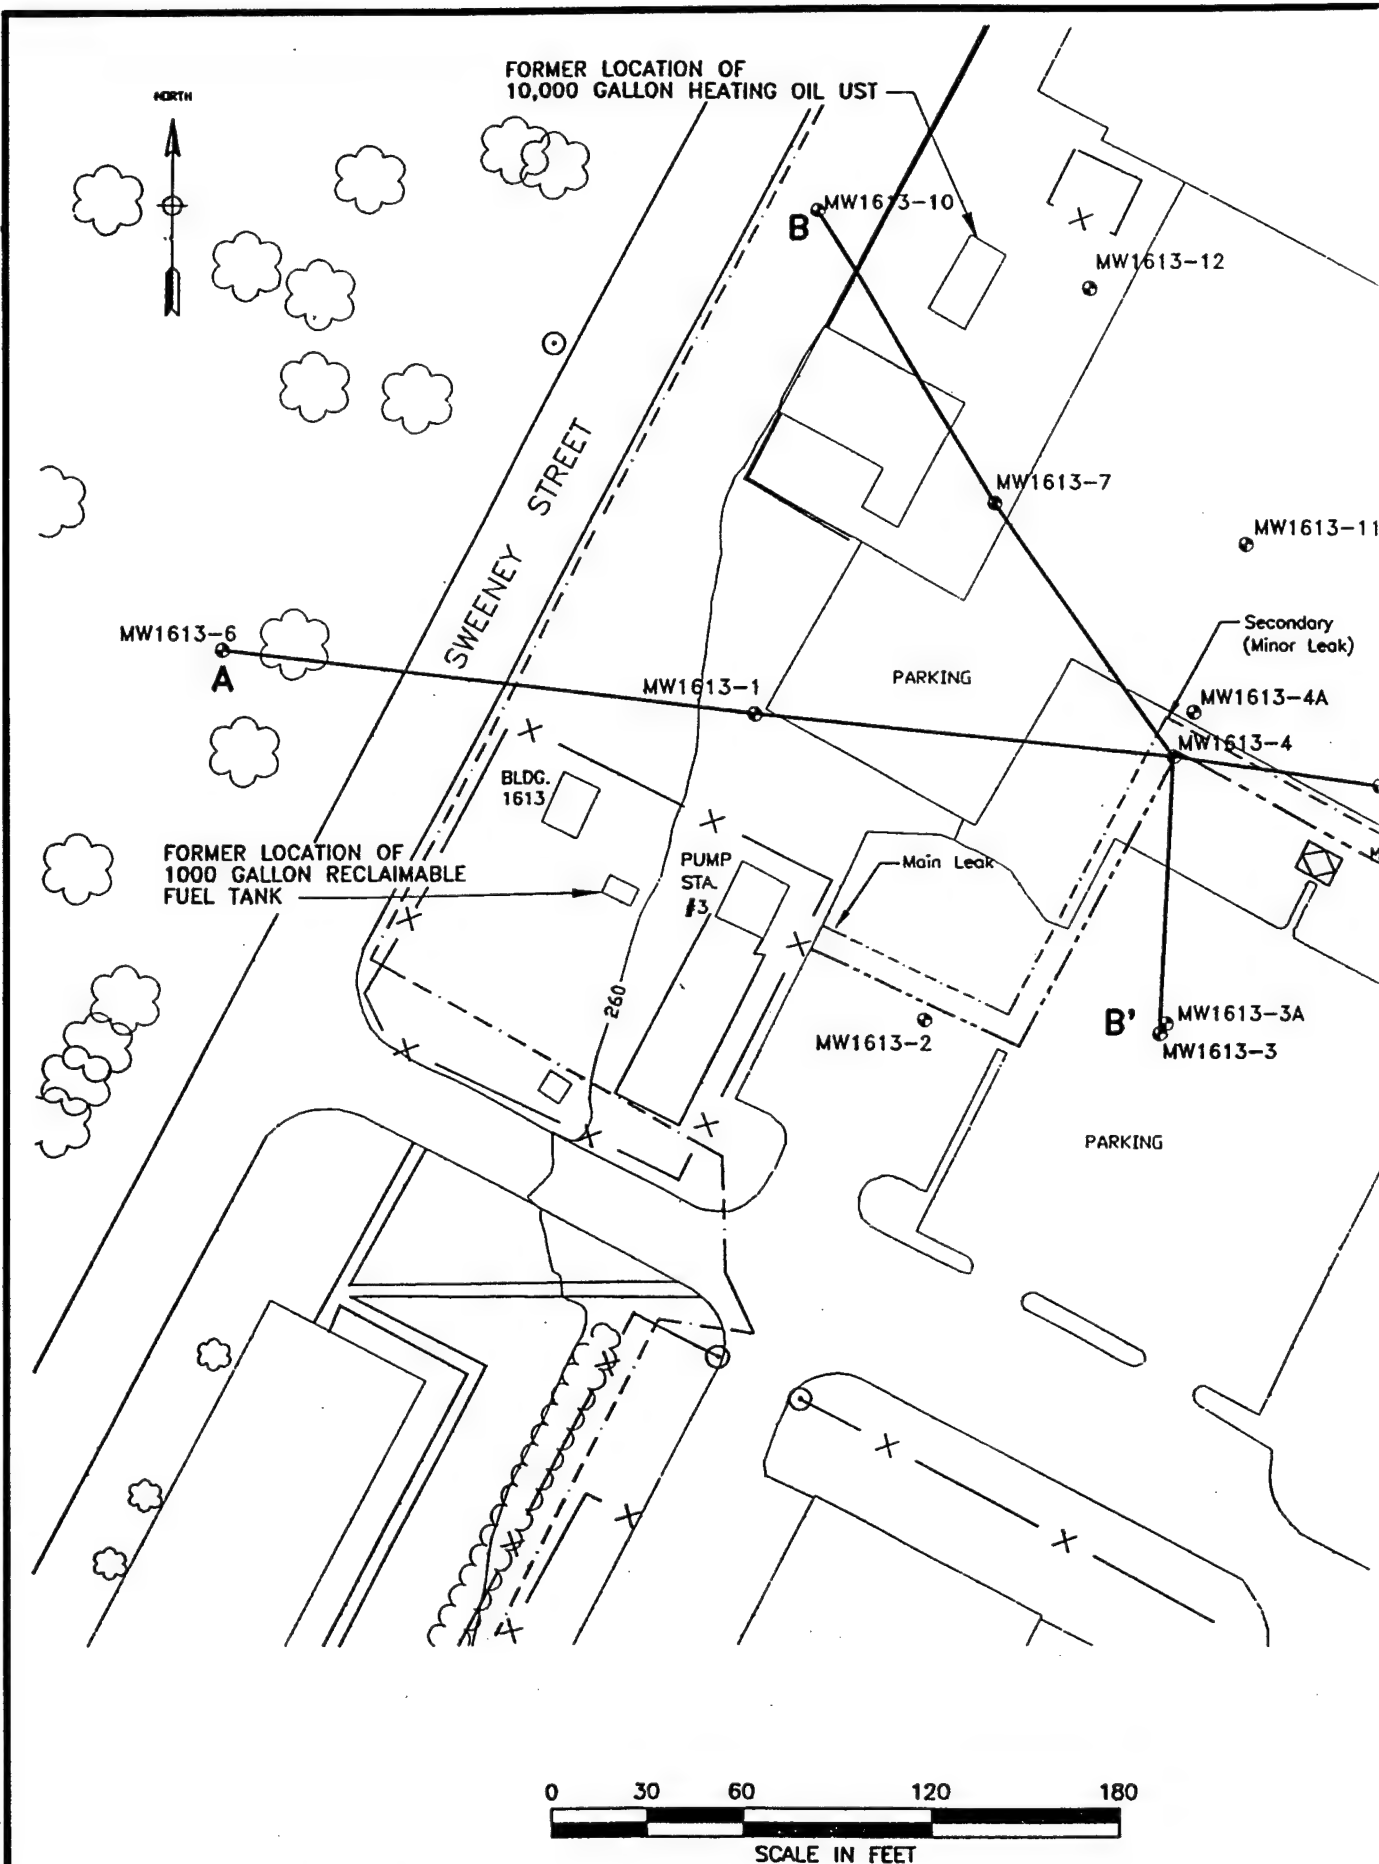 FORMER LOCATION OF
10,000 GALLON HEATING OIL UST
NORTH
MW1613-10
B
MW1613-12
SWEENEY STREET
MW1613-7
MW1613-11
MW1613-6
A
Secondary
(Minor Leak)
PARKING
MW1613-1
MW1613-4A
MW1613-4
BLDG.
1613
FORMER LOCATION OF
1000 GALLON RECLAIMABLE
FUEL TANK
PUMP
STA.
#3
Main Leak
260
B'
MW1613-3A
MW1613-2
MW1613-3
PARKING
0 30 60 120 180
SCALE IN FEET